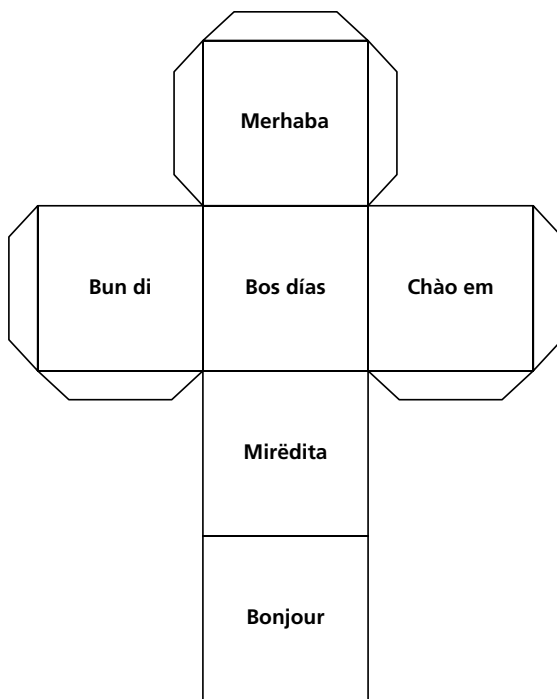 Merhaba
Bun di
Bos días
Chào em
Mirëdita
Bonjour